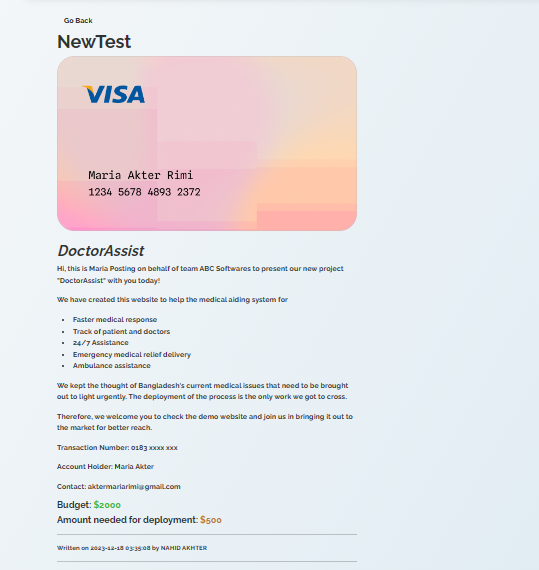 Go Back
NewTest
VISA
Maria Akter Rimi
1234 5678 4893 2372
DoctorAssist
Hi, this is Maria Posting on behalf of team ABC Softwares to present our new project
"DoctorAssist" with you today!
We have created this website to help the medical aiding system for
• Faster medical response
• Track of patient and doctors
• 24/7 Assistance
• Emergency medical relief delivery
• Ambulance assistance
We kept the thought of Bangladesh's current medical issues that need to be brought
out to light urgently. The deployment of the process is the only work we got to cross.
Therefore, we welcome you to check the demo website and join us in bringing it out to
the market for better reach.
Transaction Number: 0183 xxxx xxx
Account Holder: Maria Akter
Contact: aktermariarimi@gmail.com
Budget: $2000
Amount needed for deployment: $500
Written on 2023-12-18 03:35:08 by NAHID AKHTER